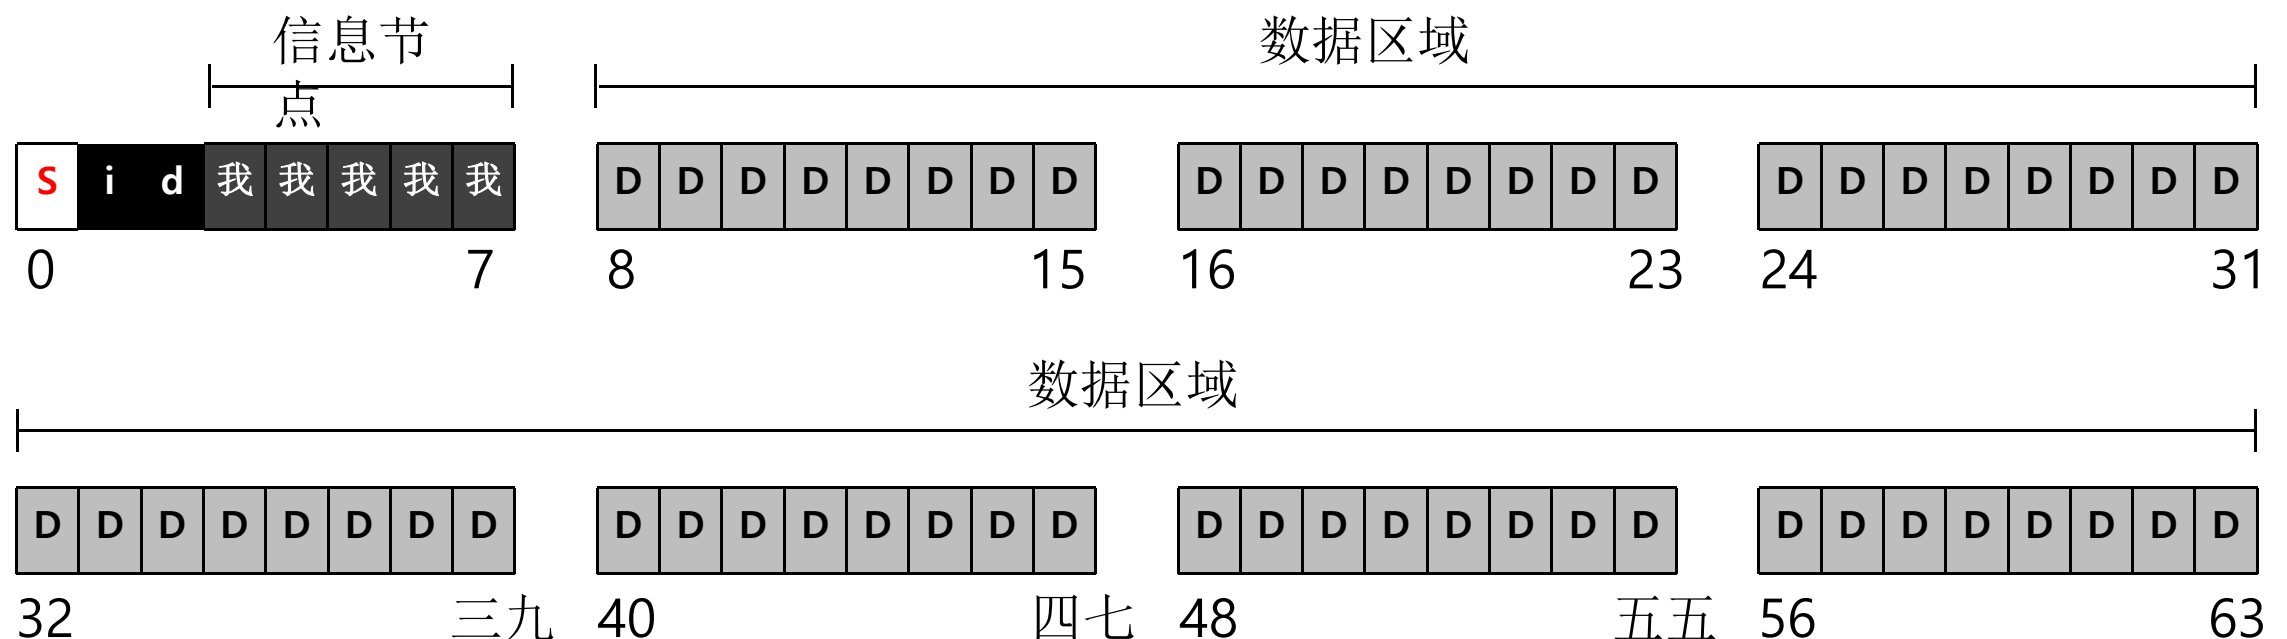 信息节点
数据区域
S i d 我 我 我 我 我 D D D D D D D D D D D D D D D D D D D D D D D D
0 7 8 15 16 23 24 31
数据区域
D D D D D D D D D D D D D D D D D D D D D D D D D D D D D D D D
32 三九 40 四七 48 五五 56 63